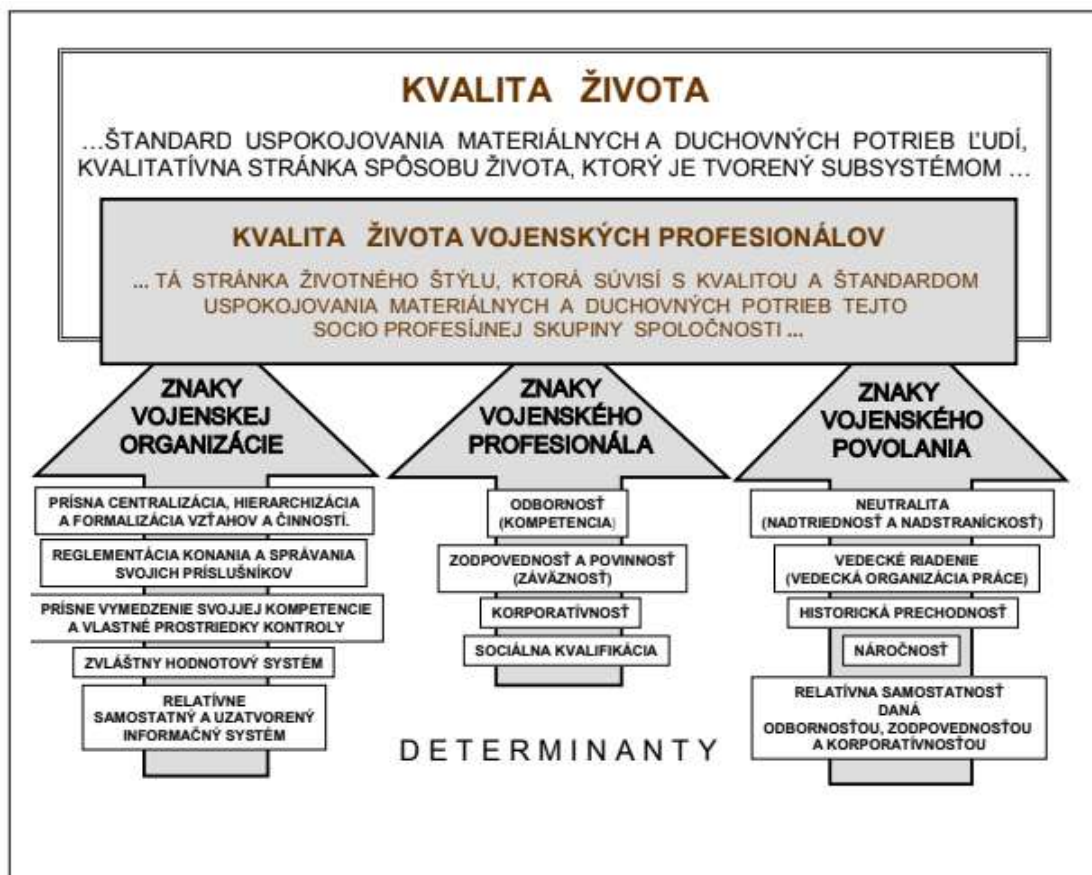 KVALITA ŽIVOTA
…ŠTANDARD USPOKOJOVANIA MATERIÁLNYCH A DUCHOVNÝCH POTRIEB ĽUDÍ,
KVALITATÍVNA STRÁNKA SPÔSOBU ŽIVOTA, KTORÝ JE TVORENÝ SUBSYSTÉMOM …
KVALITA ŽIVOTA VOJENSKÝCH PROFESIONÁLOV
... TÁ STRÁNKA ŽIVOTNÉHO ŠTÝLU, KTORÁ SÚVISÍ S KVALITOU A ŠTANDARDOM
USPOKOJOVANIA MATERIÁLNYCH A DUCHOVNÝCH POTRIEB TEJTO
SOCIO PROFESÍJNEJ SKUPINY SPOLOČNOSTI ...
ZNAKY
VOJENSKEJ
ORGANIZÁCIE
PRÍSNA CENTRALIZÁCIA, HIERARCHIZÁCIA
A FORMALIZÁCIA VZŤAHOV A ČINNOSTÍ.
REGLEMENTÁCIA KONANIA A SPRÁVANIA
SVOJICH PRÍSLUŠNÍKOV
PRÍSNE VYMEDZENIE SVOJJEJ KOMPETENCIE
A VLASTNÉ PROSTRIEDKY KONTROLY
ZVLÁŠTNY HODNOTOVÝ SYSTÉM
RELATÍVNE
SAMOSTATNÝ A UZATVORENÝ
INFORMAČNÝ SYSTÉM
ZNAKY
VOJENSKÉHO
PROFESIONÁLA
ODBORNOSŤ
(KOMPETENCIA)
ZODPOVEDNOSŤ A POVINNOSŤ
(ZÁVÄZNOSŤ)
KORPORATÍVNOSŤ
SOCIÁLNA KVALIFIKÁCIA
ZNAKY
VOJENSKÉHO
POVOLANIA
NEUTRALITA
(NADTRIEDNOSŤ A NADSTRANÍCKOSŤ)
VEDECKÉ RIADENIE
(VEDECKÁ ORGANIZÁCIA PRÁCE)
HISTORICKÁ PRECHODNOSŤ
NÁROČNOSŤ
RELATÍVNA SAMOSTATNOSŤ
DANÁ
ODBORNOSŤOU, ZODPOVEDNOSŤOU
A KORPORATÍVNOSŤOU
DETERMINANTY